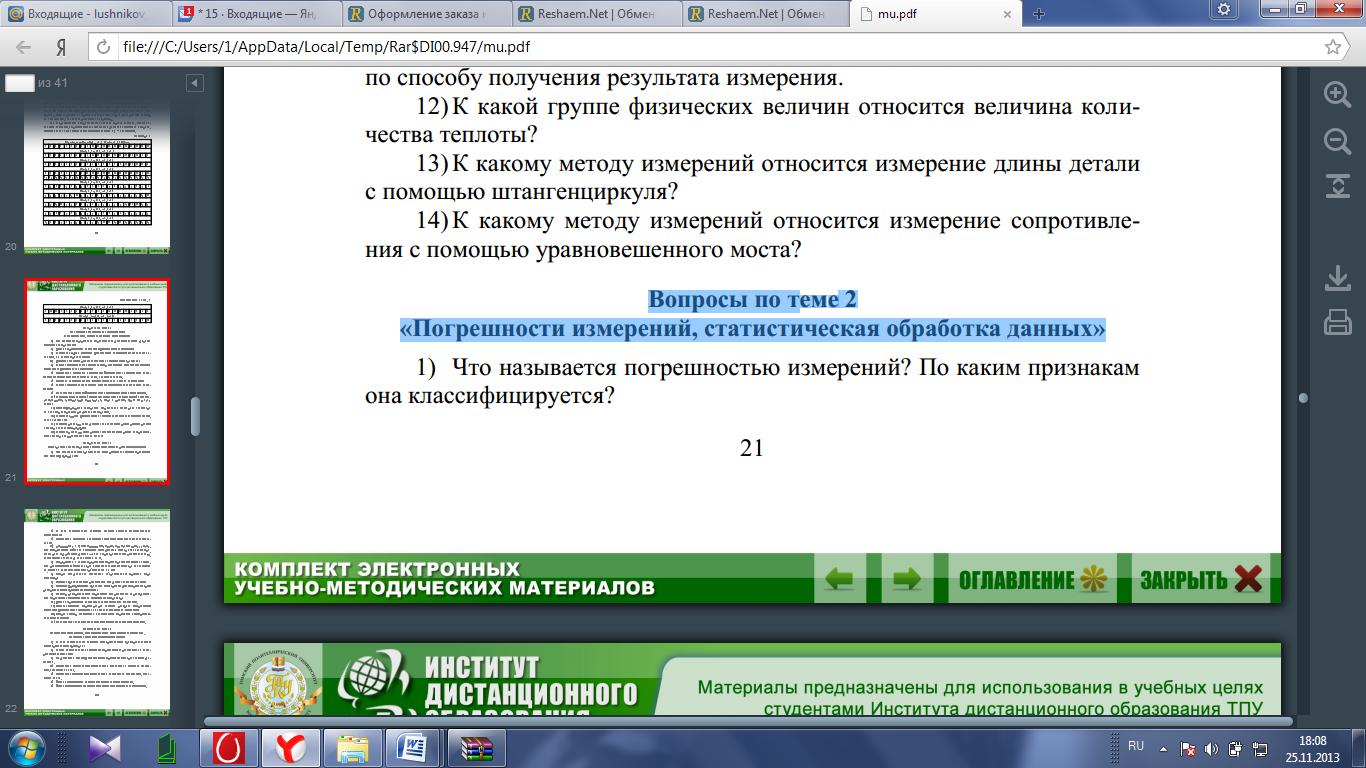 Входящие - lushnikov
* 15 · Входящие — Ян
Оформление заказа
Reshaem.Net | Обмен
Reshaem.Net | Обмен
mu.pdf
file:///C:/Users/1/AppData/Local/Temp/Rar$DI00.947/mu.pdf
из 41
по способу получения результата измерения.
12) К какой группе физических величин относится величина коли-
чества теплоты?
13) К какому методу измерений относится измерение длины детали
с помощью штангенциркуля?
14) К какому методу измерений относится измерение сопротивле-
ния с помощью уравновешенного моста?
Вопросы по теме 2
«Погрешности измерений, статистическая обработка данных»
1) Что называется погрешностью измерений? По каким признакам
она классифицируется?
21
КОМПЛЕКТ ЭЛЕКТРОННЫХ
УЧЕБНО-МЕТОДИЧЕСКИХ МАТЕРИАЛОВ
ОГЛАВЛЕНИЕ
ЗАКРЫТЬ
ИНСТИТУТ
ДИСТАНЦИОННОГО
ОБРАЗОВАНИЯ
Материалы предназначены для использования в учебных целях
студентами Института дистанционного образования ТПУ
20
21
22
RU
18:08
25.11.2013